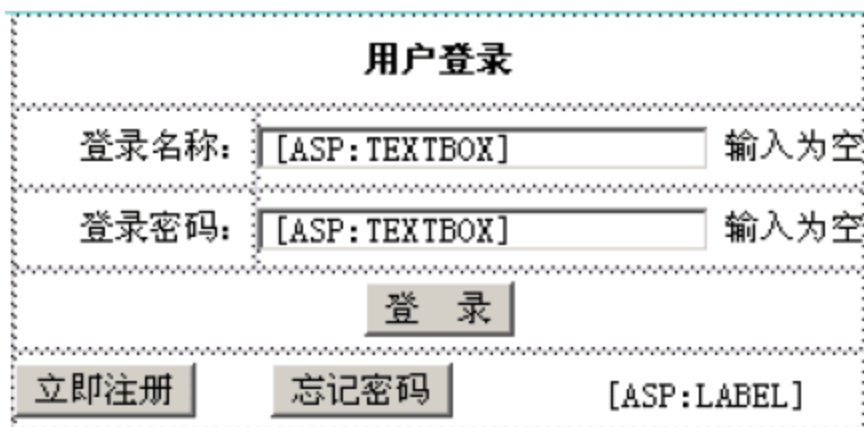 用户登录
登录名称： [ASP:TEXTBOX] 输入为空
登录密码： [ASP:TEXTBOX] 输入为空
登 录
立即注册 忘记密码 [ASP:LABEL]